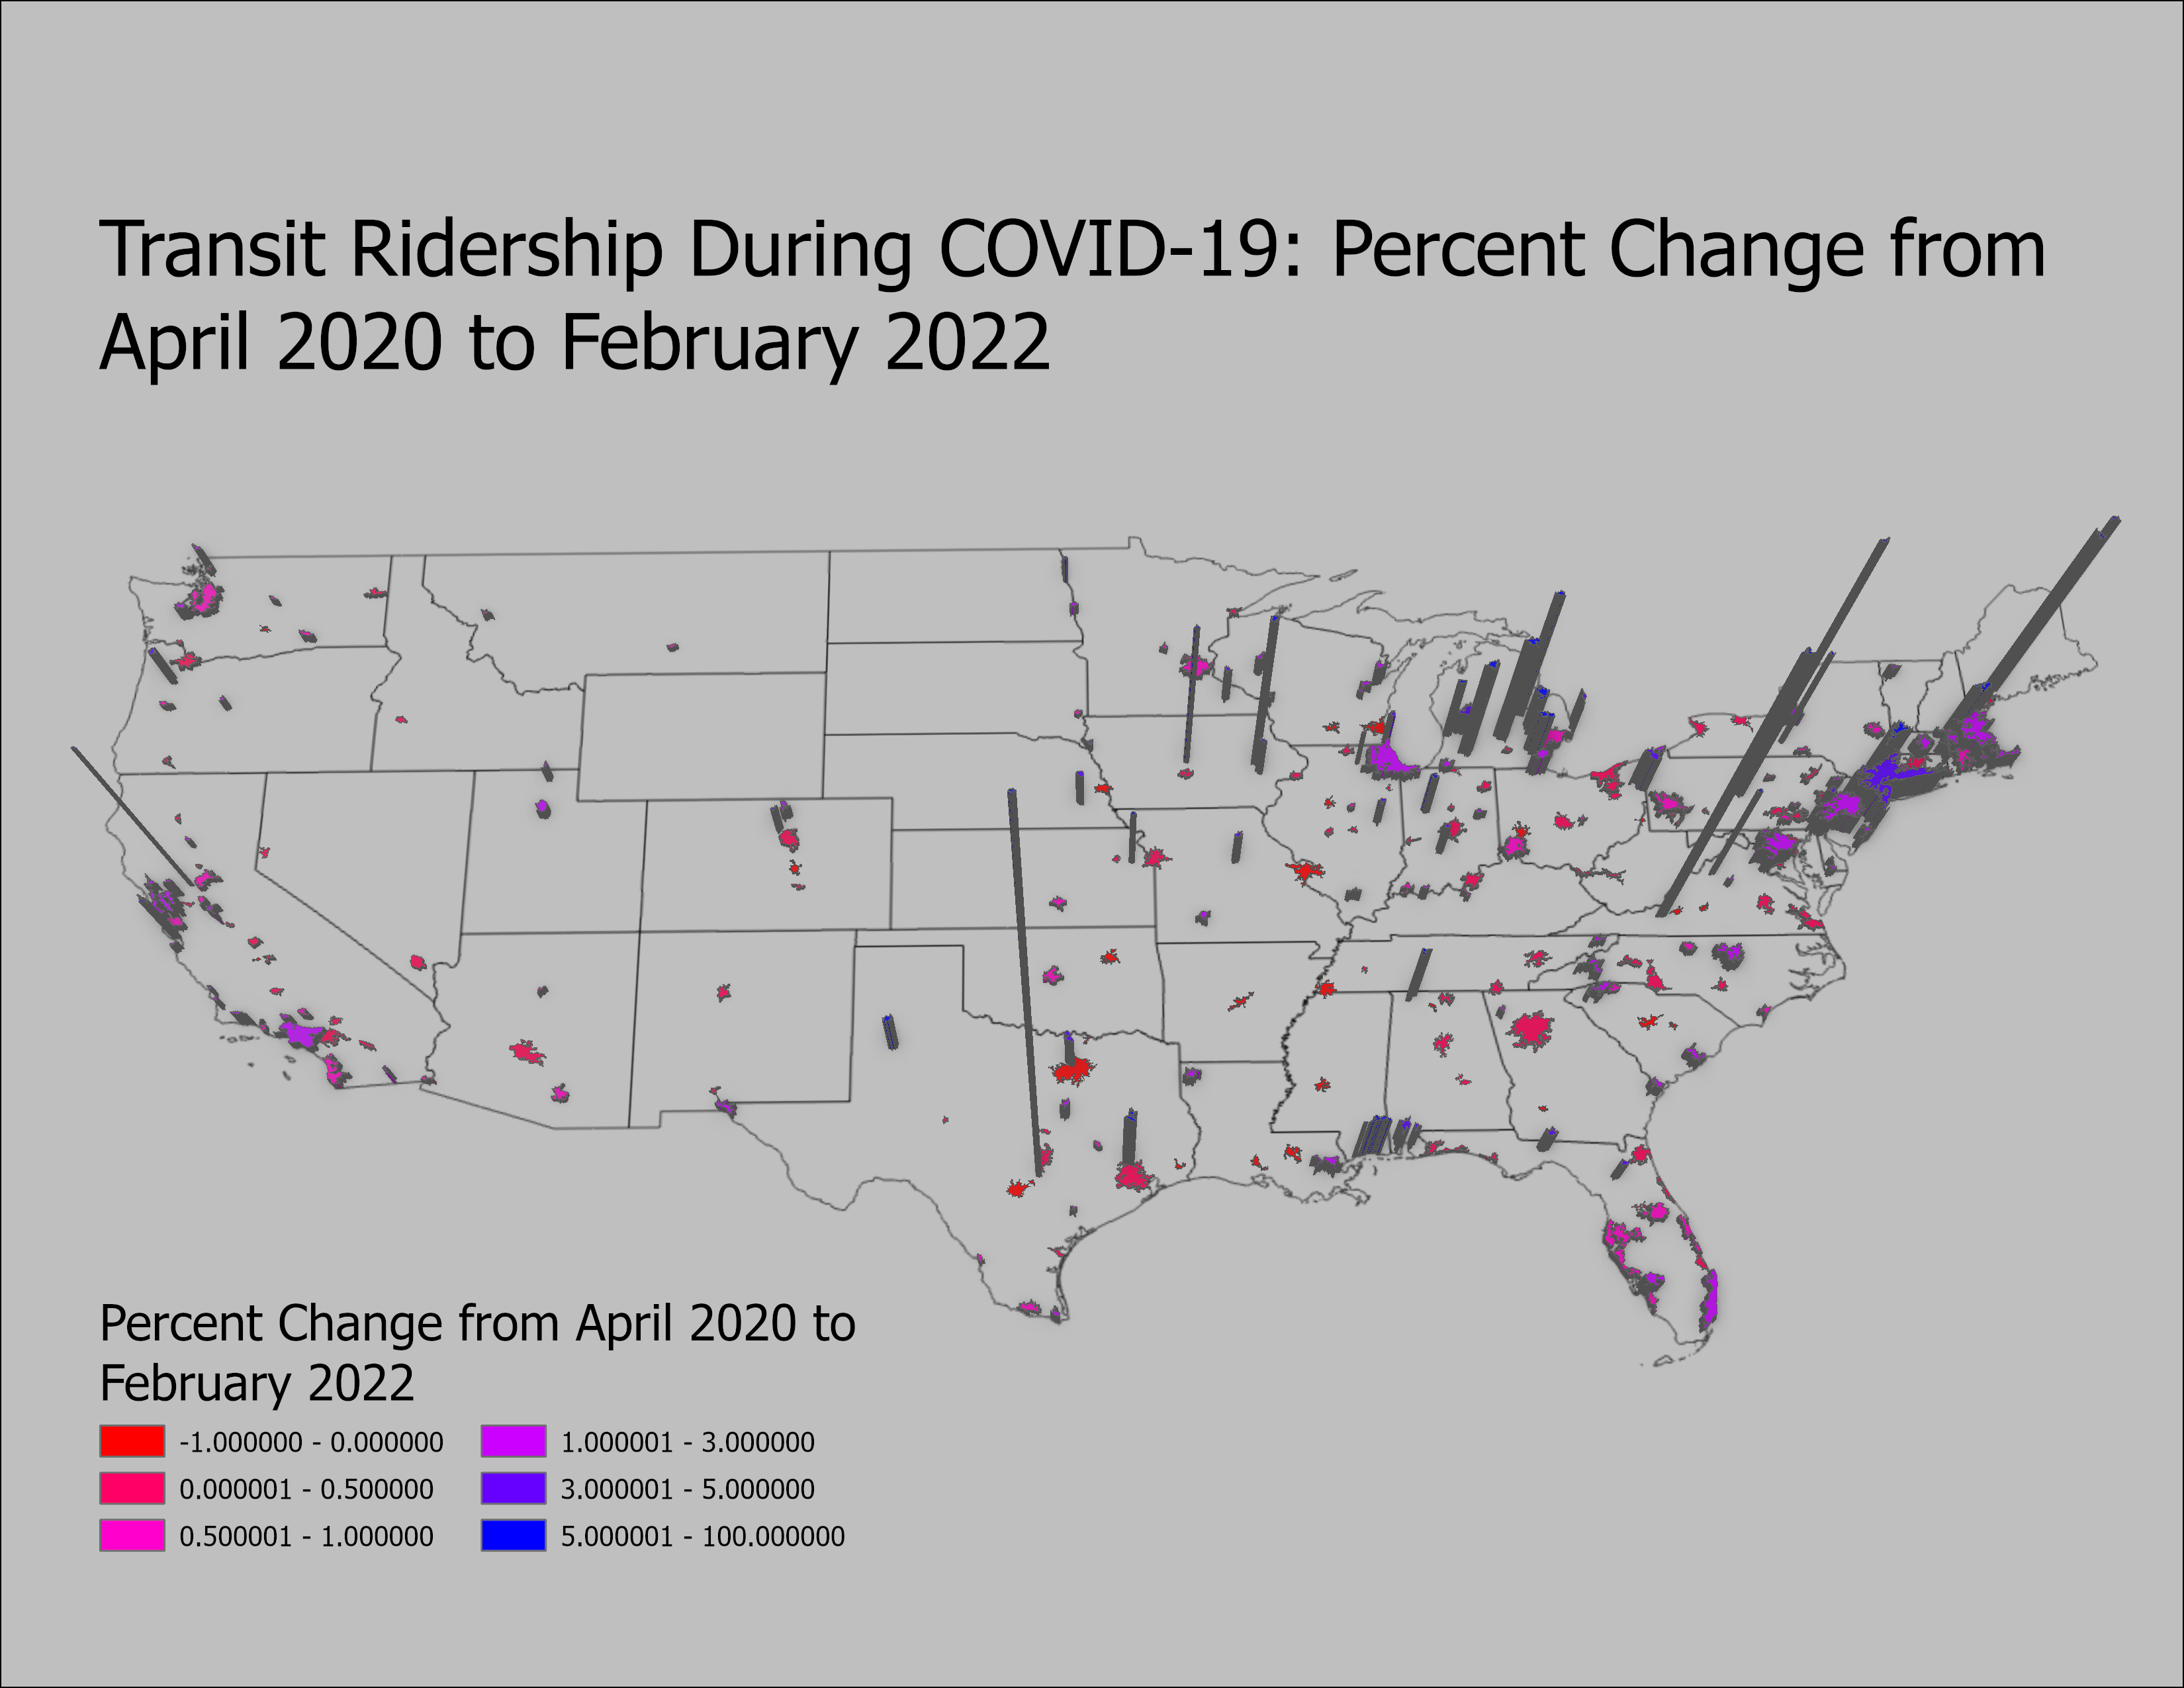 Transit Ridership During COVID-19: Percent Change from
April 2020 to February 2022
Percent Change from April 2020 to
February 2022
-1.000000 - 0.000000
0.000001 - 0.500000
0.500001 - 1.000000
1.000001 - 3.000000
3.000001 - 5.000000
5.000001 - 100.000000